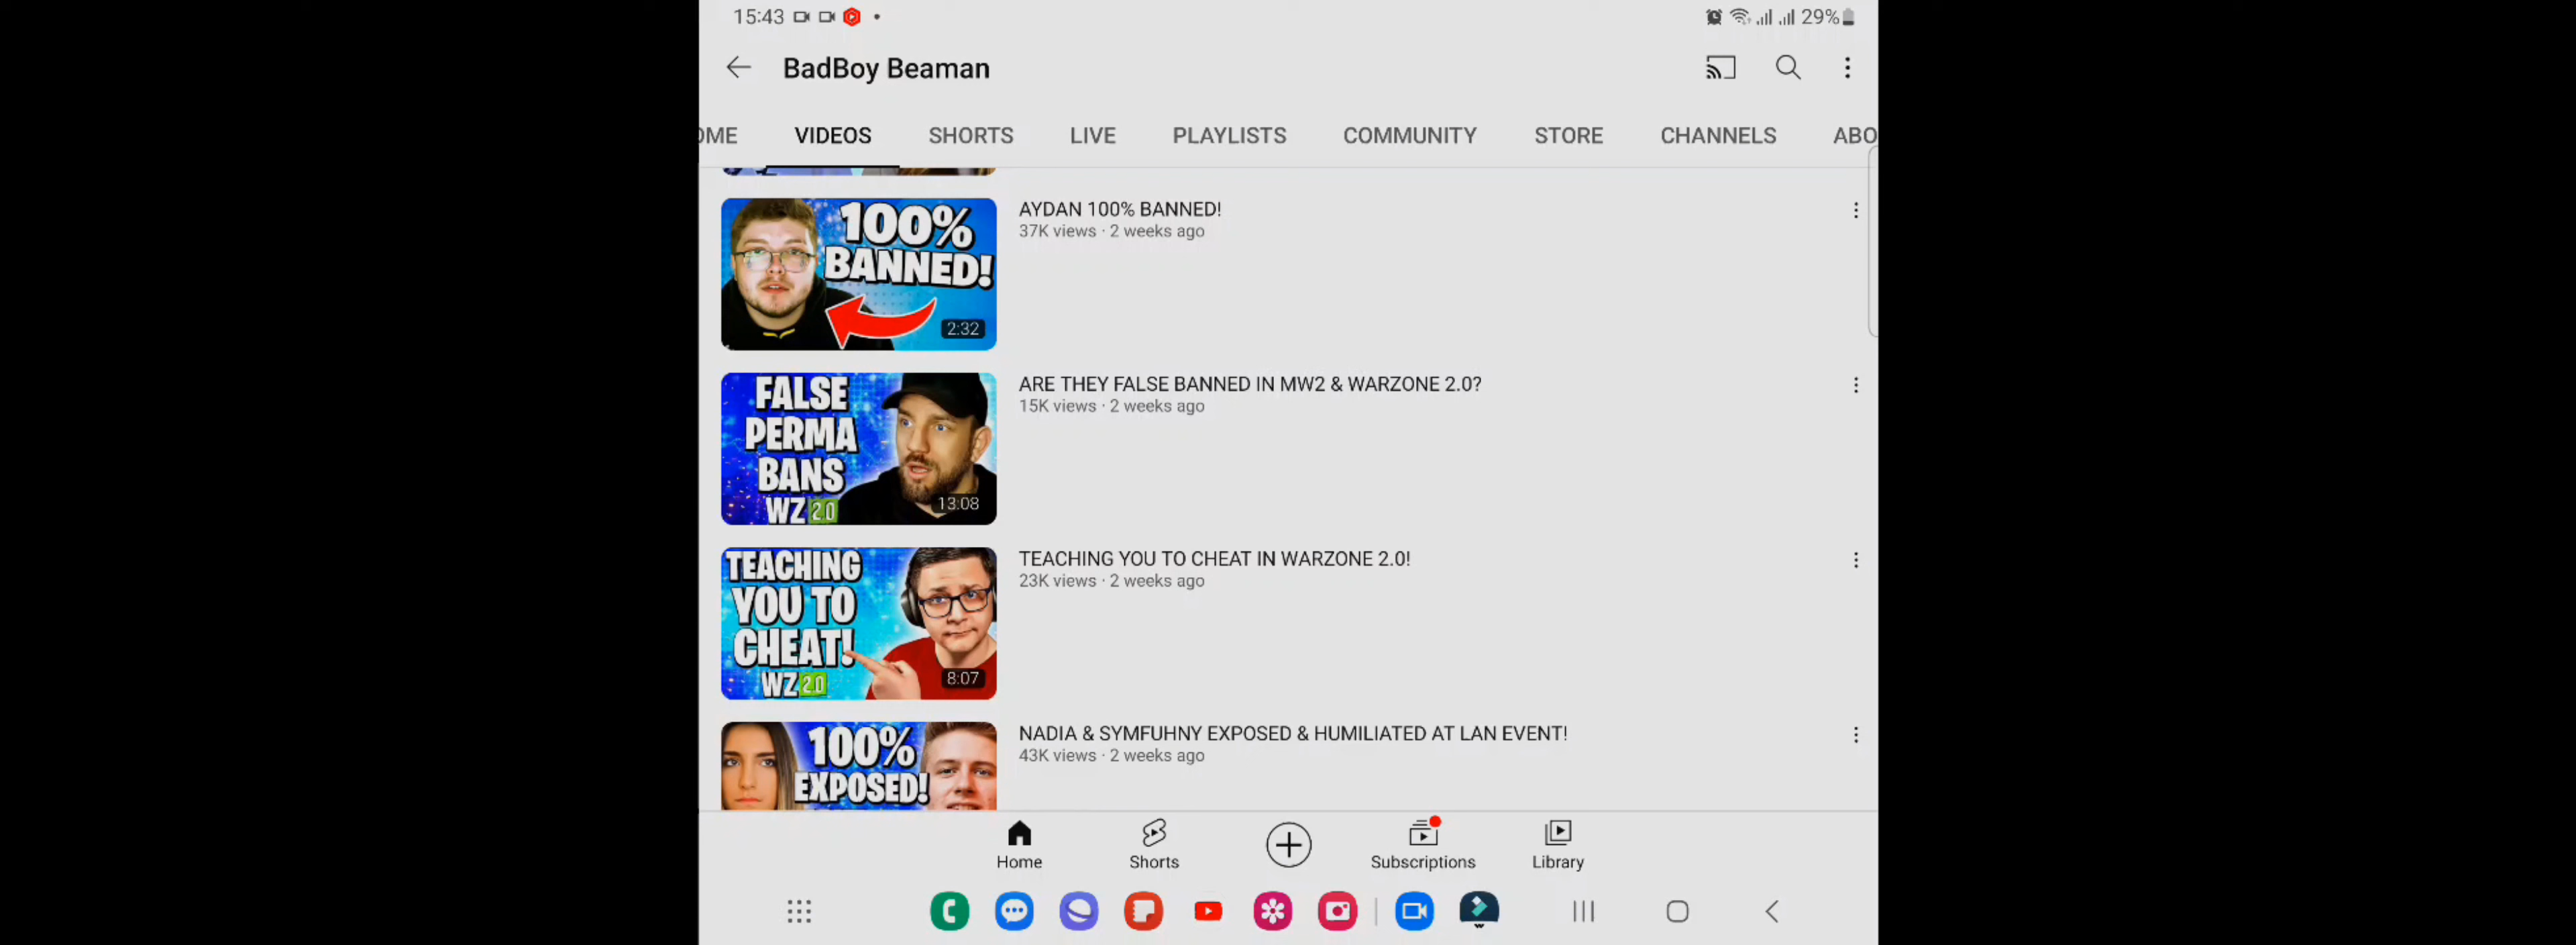 15:43
29%
BadBoy Beaman
OME VIDEOS SHORTS LIVE PLAYLISTS COMMUNITY STORE CHANNELS ABO
100%
BANNED!
2:32
AYDAN 100% BANNED!
37K views · 2 weeks ago
FALSE
PERMA
BANS
WZ 2.0
13:08
ARE THEY FALSE BANNED IN MW2 & WARZONE 2.0?
15K views · 2 weeks ago
TEACHING
YOU TO
CHEAT!
WZ 2.0
8:07
TEACHING YOU TO CHEAT IN WARZONE 2.0!
23K views · 2 weeks ago
100%
EXPOSED!
NADIA & SYMFUHNY EXPOSED & HUMILIATED AT LAN EVENT!
43K views · 2 weeks ago
Home Shorts Subscriptions Library